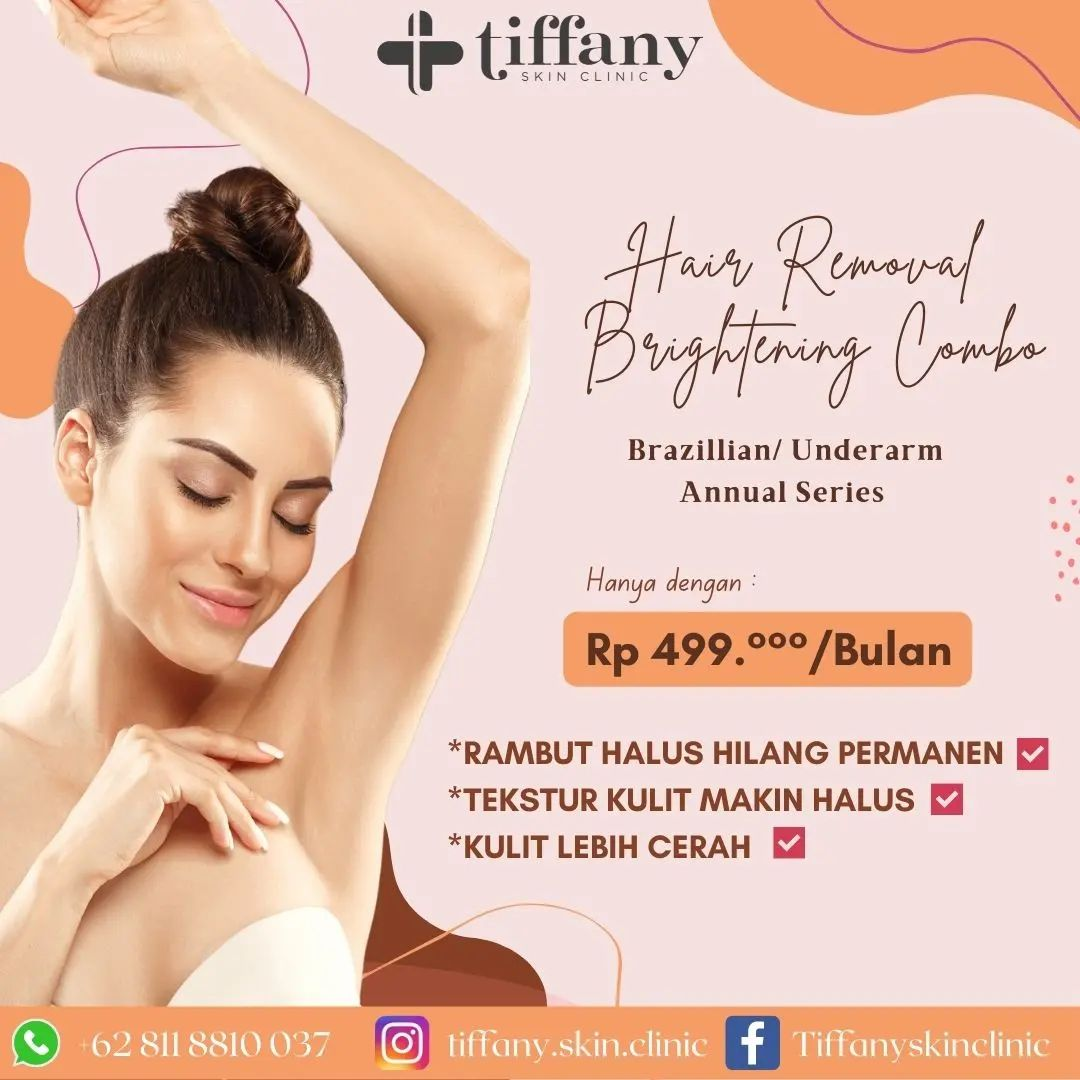 tiffany
SKIN CLINIC
Hair Removal
Brightening Combo
Brazillian/ Underarm
Annual Series
Hanya dengan :
Rp 499.ººº/Bulan
*RAMBUT HALUS HILANG PERMANEN
*TEKSTUR KULIT MAKIN HALUS
*KULIT LEBIH CERAH
+62 811 8810 037
tiffany.skin.clinic
Tiffanyskinclinic